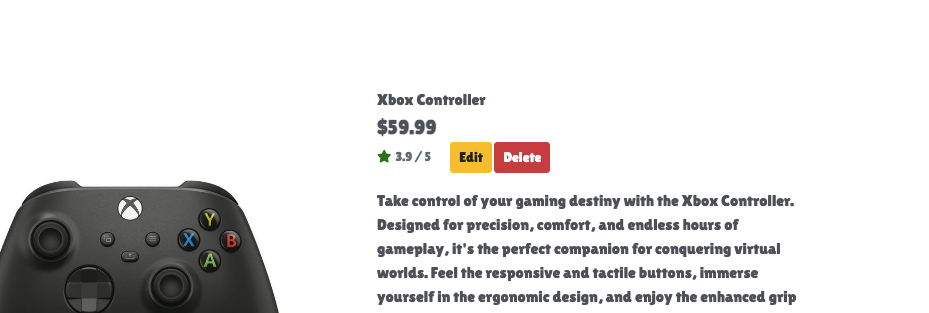 Xbox Controller
$59.99
3.9 / 5
Edit
Delete
Take control of your gaming destiny with the Xbox Controller.
Designed for precision, comfort, and endless hours of
gameplay, it's the perfect companion for conquering virtual
worlds. Feel the responsive and tactile buttons, immerse
yourself in the ergonomic design, and enjoy the enhanced grip
Y
X
B
A